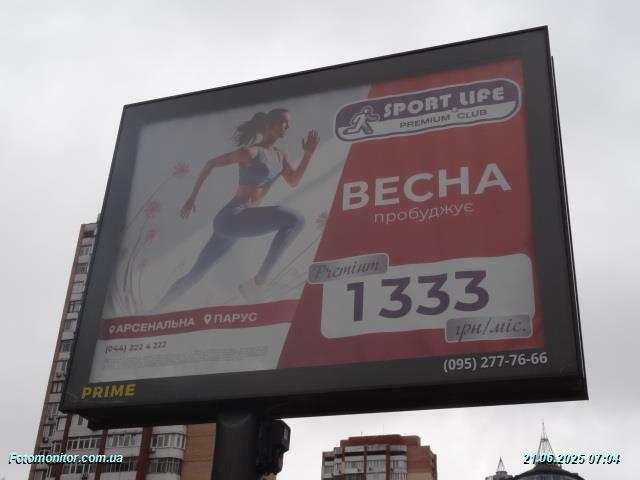 SPORT LIFE
PREMIUM CLUB
ВЕСНА
пробуджує
Premium
1333
грн/міс.
АРСЕНАЛЬНА ПАРУС
(044) 222 4 222
PRIME
(095) 277-76-66
Fotomonitor.com.ua
21.06.2025 07:04